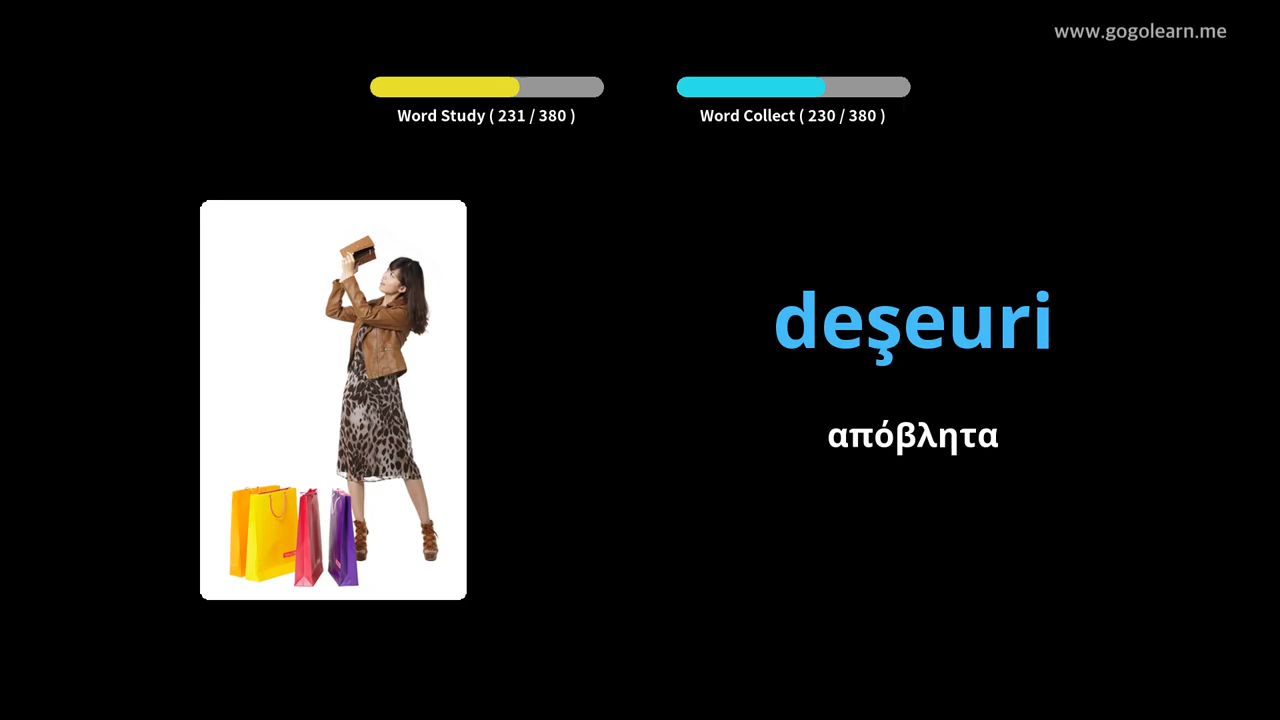 www.gogolearn.me
Word Study ( 231 / 380 )
Word Collect ( 230 / 380 )
deşeuri
απόβλητα